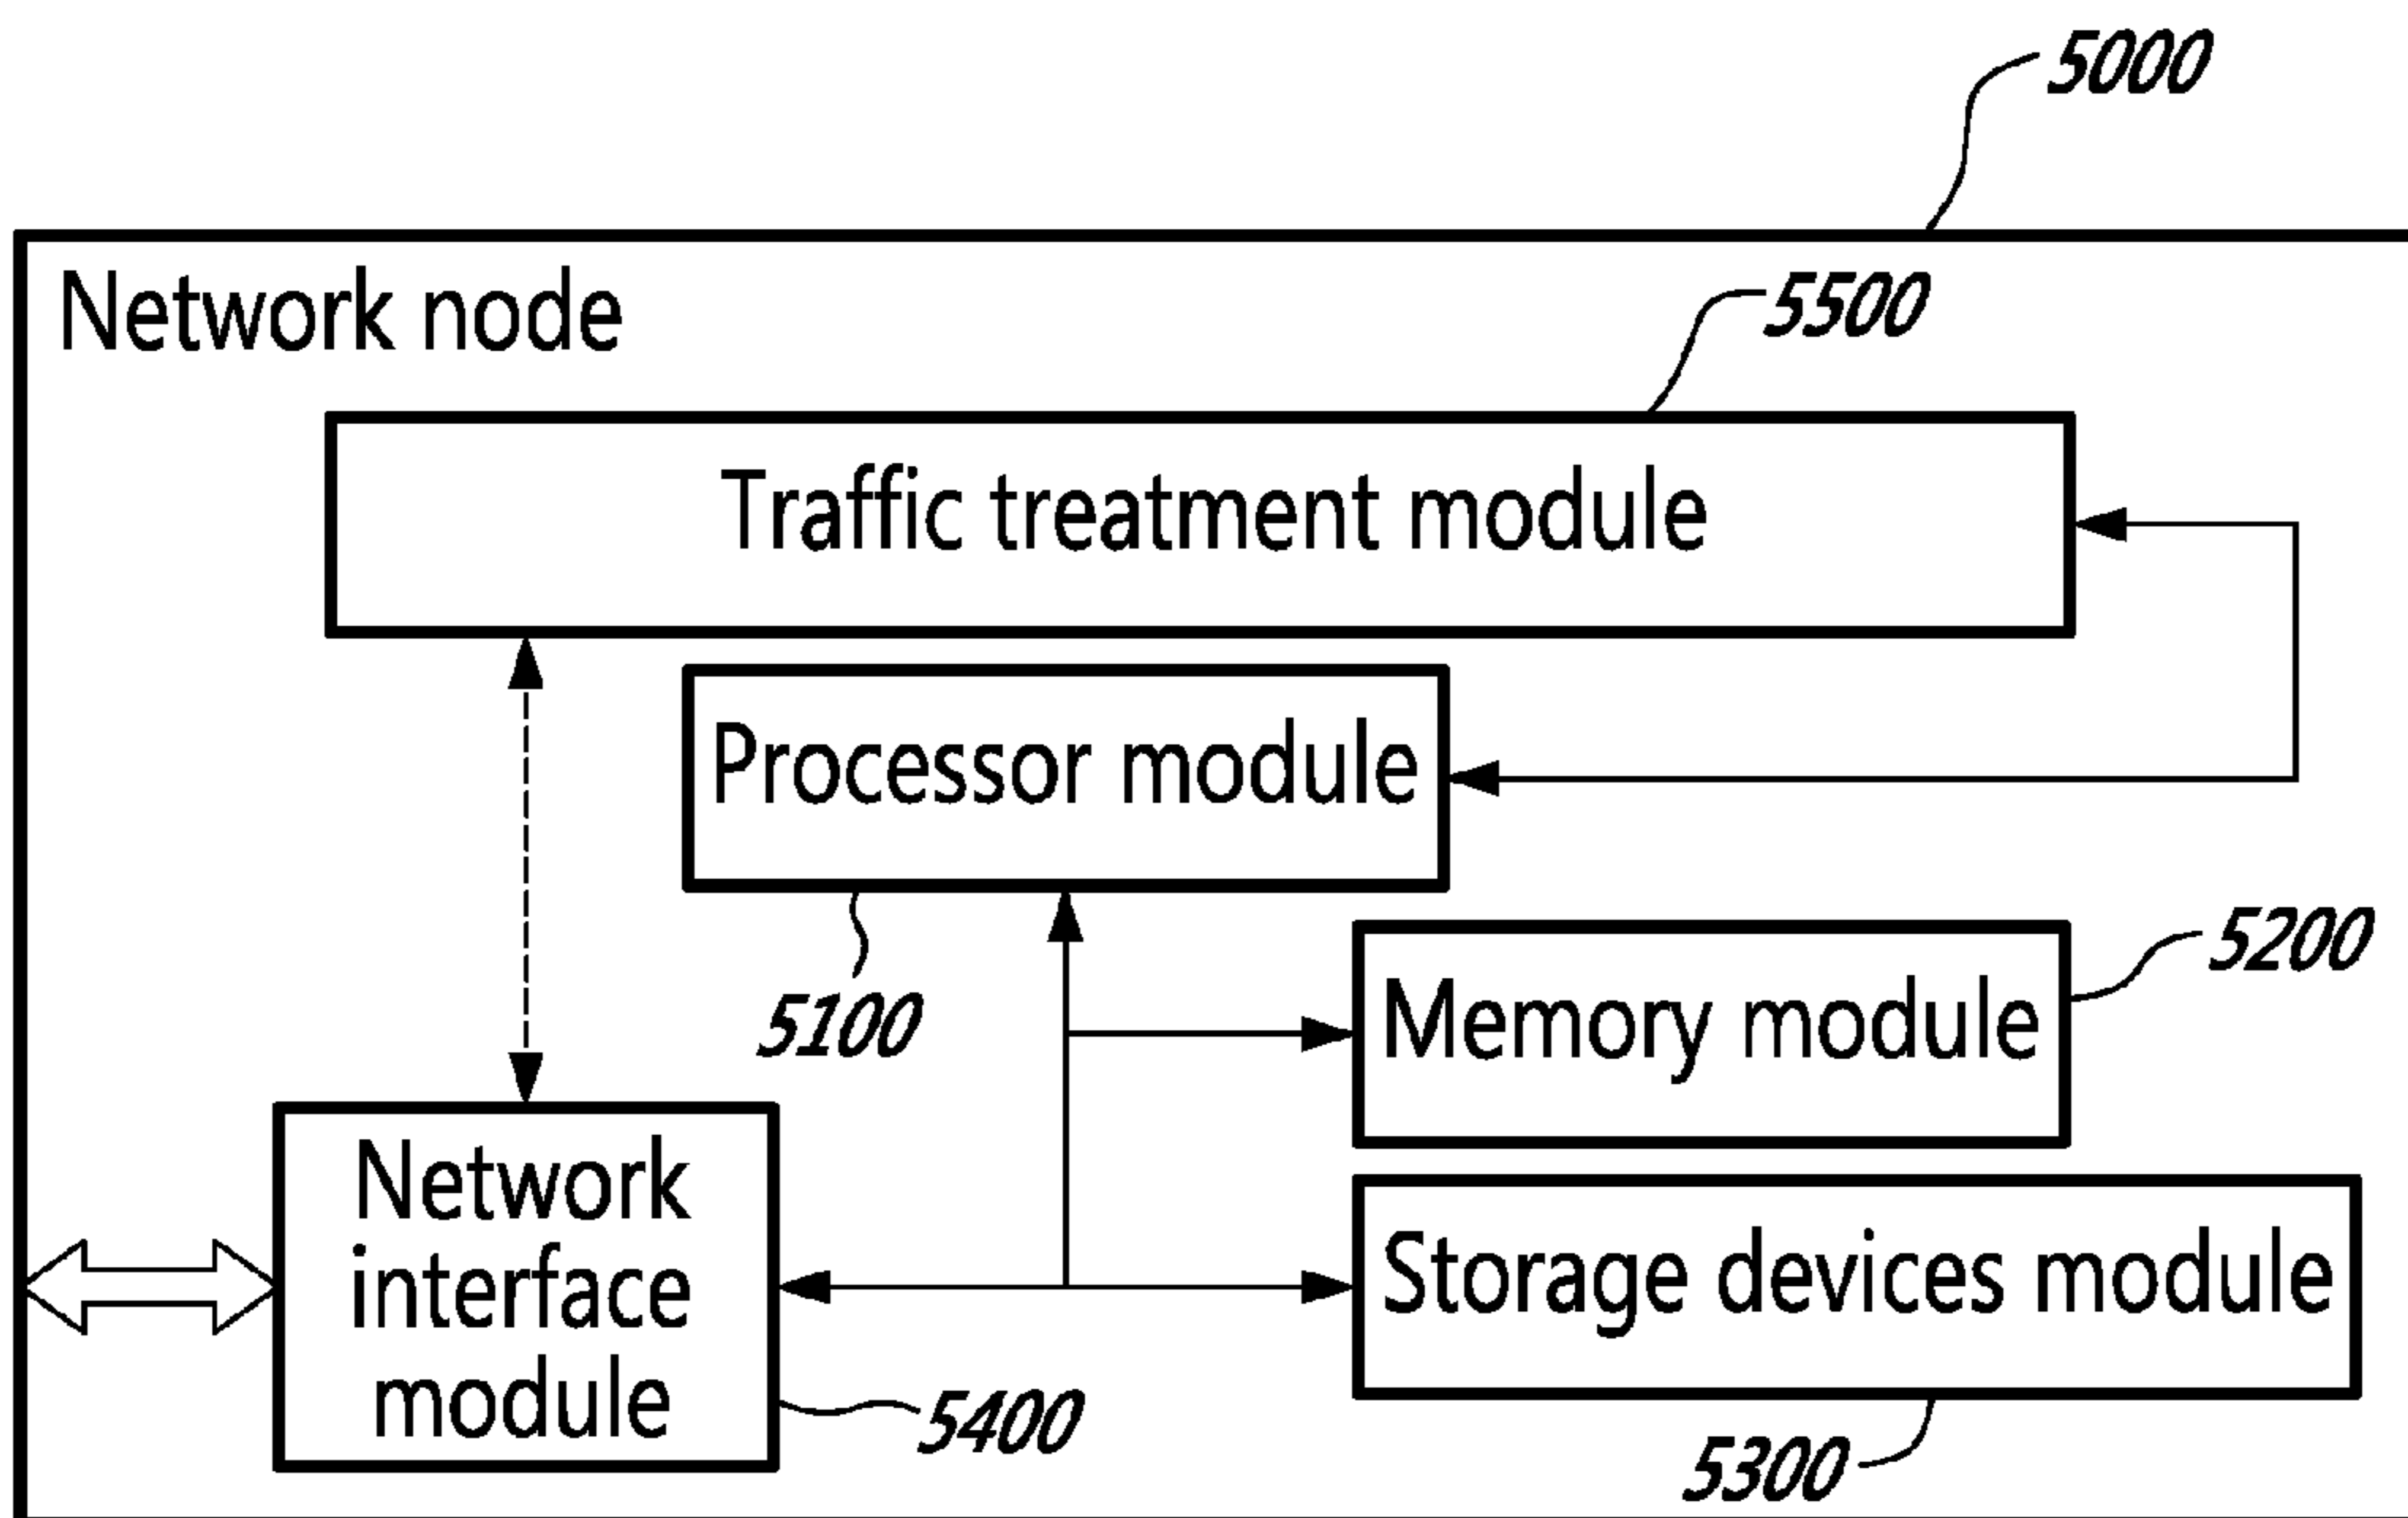 5000
Network node
5500
Traffic treatment module
Processor module
5100
5200
Memory module
Network
interface
module
Storage devices module
5400
5300